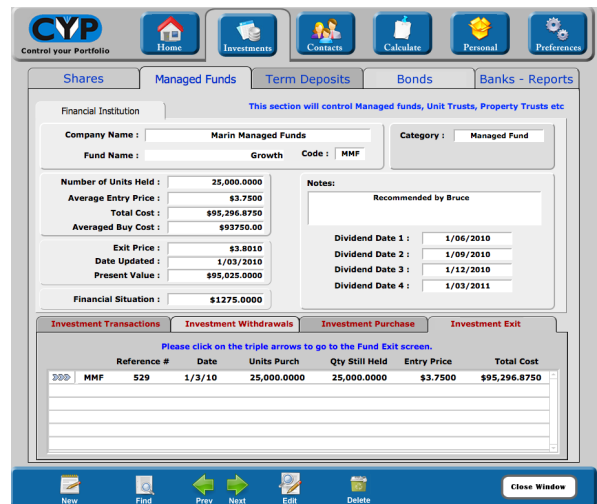 CYP
Control your Portfolio
Home Investments Contacts Calculate Personal Preferences
Shares Managed Funds Term Deposits Bonds Banks - Reports
Financial Institution This section will control Managed funds, Unit Trusts, Property Trusts etc
Company Name : Marin Managed Funds Category : Managed Fund
Fund Name : Growth Code : MMF
Number of Units Held : 25,000.0000 Notes:
Average Entry Price : $3.7500 Recommended by Bruce
Total Cost : $95,296.8750
Averaged Buy Cost : $93750.00
Dividend Date 1 : 1/06/2010
Exit Price : $3.8010
Dividend Date 2 : 1/09/2010
Date Updated : 1/03/2010
Dividend Date 3 : 1/12/2010
Present Value : $95,025.0000
Dividend Date 4 : 1/03/2011
Financial Situation : $1275.0000
Investment Transactions Investment Withdrawals Investment Purchase Investment Exit
Please click on the triple arrows to go to the Fund Exit screen.
Reference # Date Units Purch Qty Still Held Entry Price Total Cost
MMF 529 1/3/10 25,000.0000 25,000.0000 $3.7500 $95,296.8750
New Find Prev Next Edit Delete Close Window